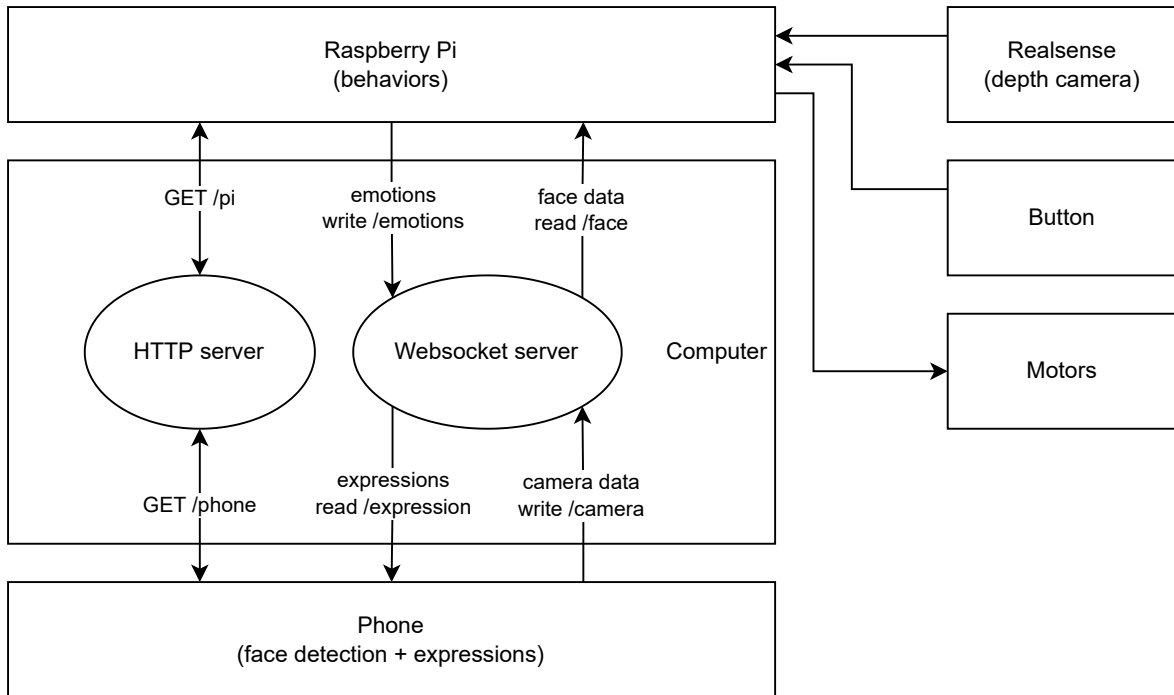 Raspberry Pi
(behaviors)
Realsense
(depth camera)
GET /pi
emotions
write /emotions
face data
read /face
Button
HTTP server
Websocket server
Computer
Motors
GET /phone
expressions
read /expression
camera data
write /camera
Phone
(face detection + expressions)